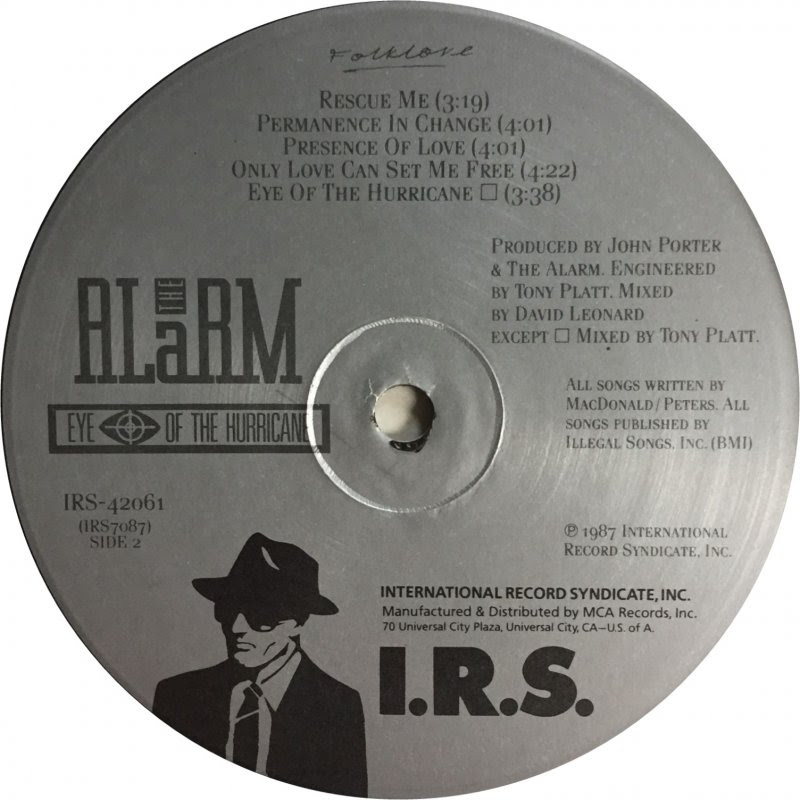 Folklore
RESCUE ME (3:19)
PERMANENCE IN CHANGE (4:01)
PRESENCE OF LOVE (4:01)
ONLY LOVE CAN SET ME FREE (4:22)
EYE OF THE HURRICANE □ (3:38)
PRODUCED BY JOHN PORTER
& THE ALARM. ENGINEERED
BY TONY PLATT. MIXED
BY DAVID LEONARD
EXCEPT □ MIXED BY TONY PLATT.
THE ALaRM
EYE OF THE HURRICANE
ALL SONGS WRITTEN BY
MACDONALD/PETERS. ALL
SONGS PUBLISHED BY
ILLEGAL SONGS, INC. (BMI)
IRS-42061
(IRS7087)
SIDE 2
℗ 1987 INTERNATIONAL
RECORD SYNDICATE, INC.
INTERNATIONAL RECORD SYNDICATE, INC.
Manufactured & Distributed by MCA Records, Inc.
70 Universal City Plaza, Universal City, CA—U.S. of A.
I.R.S.